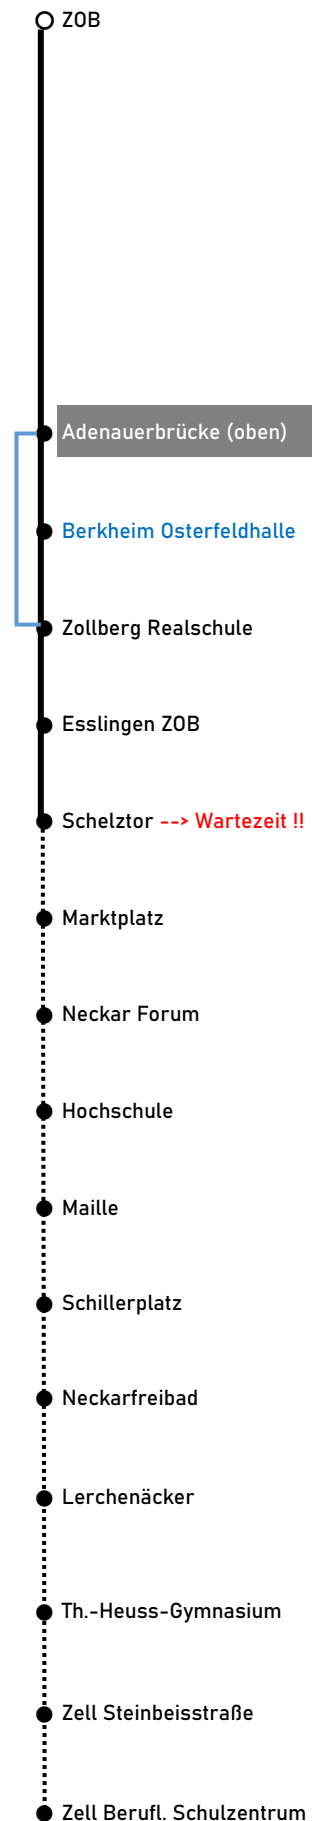 ZOB
Adenauerbrücke (oben)
Berkheim Osterfeldhalle
Zollberg Realschule
Esslingen ZOB
Schelztor --> Wartezeit !!
Marktplatz
Neckar Forum
Hochschule
Maille
Schillerplatz
Neckarfreibad
Lerchenäcker
Th.-Heuss-Gymnasium
Zell Steinbeisstraße
Zell Berufl. Schulzentrum